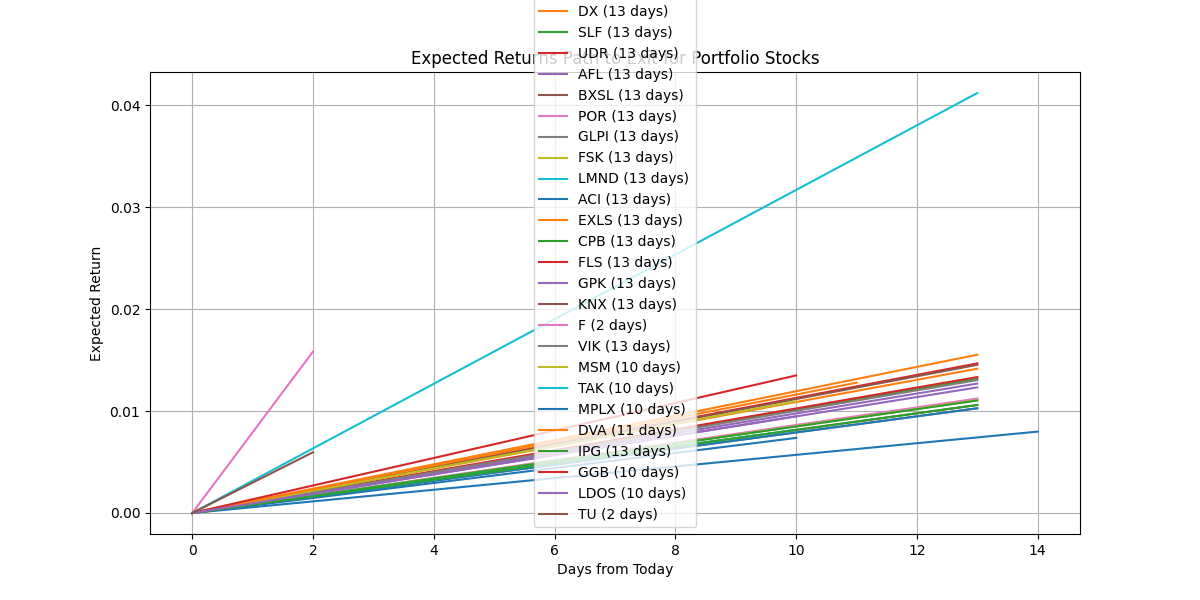 DX (13 days)
SLF (13 days)
UDR (13 days)
Expected Returns Path to Exit for Portfolio Stocks
AFL (13 days)
BXSL (13 days)
POR (13 days)
GLPI (13 days)
FSK (13 days)
LMND (13 days)
ACI (13 days)
EXLS (13 days)
CPB (13 days)
FLS (13 days)
GPK (13 days)
KNX (13 days)
F (2 days)
VIK (13 days)
MSM (10 days)
TAK (10 days)
MPLX (10 days)
DVA (11 days)
IPG (13 days)
GGB (10 days)
LDOS (10 days)
TU (2 days)
0.04
0.03
0.02
0.01
0.00
Expected Return
0 2 4 6 8 10 12 14
Days from Today